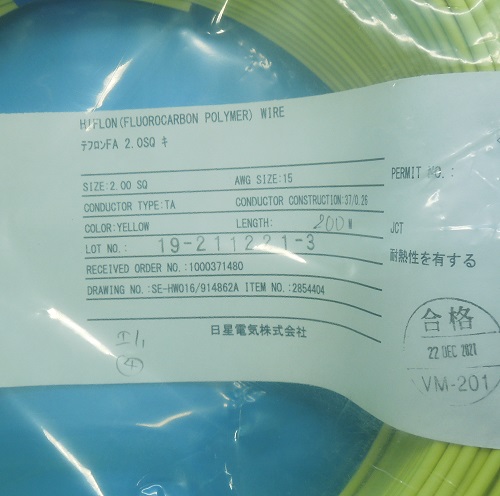 HIFLON(FLUOROCARBON POLYMER) WIRE
テフロンFA 2.0SQ キ
SIZE:2.00 SQ AWG SIZE:15 PERMIT NO.:
CONDUCTOR TYPE:TA CONDUCTOR CONSTRUCTION:37/0.26
COLOR:YELLOW LENGTH: 200 M JCT
LOT NO.: 19-211221-3 耐熱性を有する
RECEIVED ORDER NO.:1000371480
DRAWING NO.:SE-HW016/914862A ITEM NO.:2854404
日星電気株式会社
合格
22 DEC 2021
VM-201
④